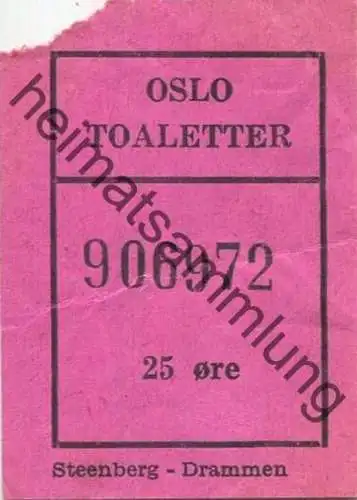 OSLO
TOALETTER
906972
25 øre
Steenberg - Drammen
heimatsammlung